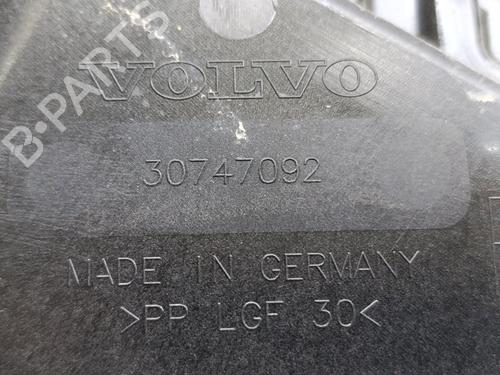 B-PARTS
VOLVO
30747092
MADE IN GERMANY
>PP LGF 30<